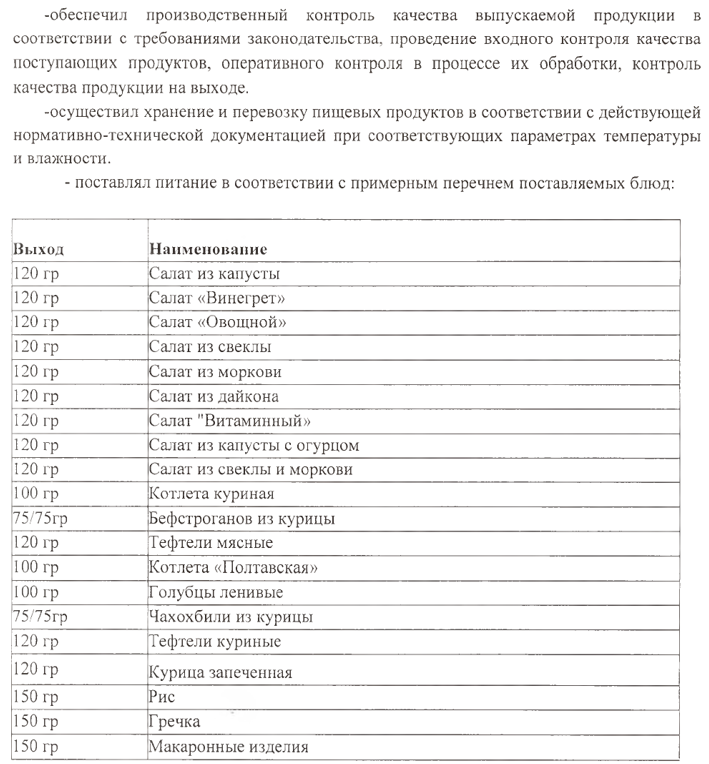 -обеспечил производственный контроль качества выпускаемой продукции в
соответствии с требованиями законодательства, проведение входного контроля качества
поступающих продуктов, оперативного контроля в процессе их обработки, контроль
качества продукции на выходе.
-осуществил хранение и перевозку пищевых продуктов в соответствии с действующей
нормативно-технической документацией при соответствующих параметрах температуры
и влажности.
- поставлял питание в соответствии с примерным перечнем поставляемых блюд:
Выход Наименование
120 гр Салат из капусты
120 гр Салат «Винегрет»
120 гр Салат «Овощной»
120 гр Салат из свеклы
120 гр Салат из моркови
120 гр Салат из дайкона
120 гр Салат "Витаминный»
120 гр Салат из капусты с огурцом
120 гр Салат из свеклы и моркови
100 гр Котлета куриная
75/75гр Бефстроганов из курицы
120 гр Тефтели мясные
100 гр Котлета «Полтавская»
100 гр Голубцы ленивые
75/75гр Чахохбили из курицы
120 гр Тефтели куриные
120 гр Курица запеченная
150 гр Рис
150 гр Гречка
150 гр Макаронные изделия